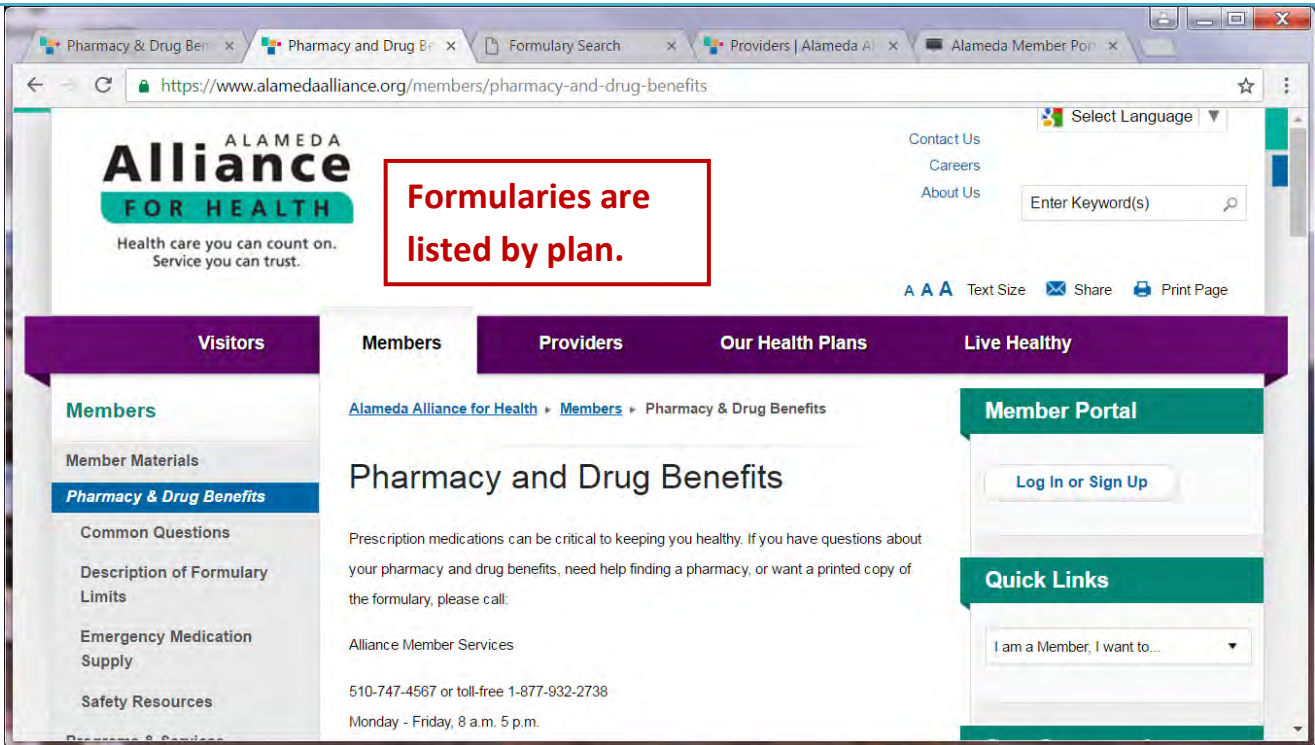 Pharmacy & Drug Ben
Pharmacy and Drug Be
Formulary Search
Providers | Alameda Al
Alameda Member Por
https://www.alamedaalliance.org/members/pharmacy-and-drug-benefits
ALAMEDA
Alliance
FOR HEALTH
Health care you can count on.
Service you can trust.
Formularies are
listed by plan.
Contact Us
Careers
About Us
Select Language ▼
Enter Keyword(s)
A A A Text Size Share Print Page
Visitors Members Providers Our Health Plans Live Healthy
Members
Member Materials
Pharmacy & Drug Benefits
Common Questions
Description of Formulary
Limits
Emergency Medication
Supply
Safety Resources
Programs & Services
Alameda Alliance for Health ▸ Members ▸ Pharmacy & Drug Benefits
Pharmacy and Drug Benefits
Prescription medications can be critical to keeping you healthy. If you have questions about
your pharmacy and drug benefits, need help finding a pharmacy, or want a printed copy of
the formulary, please call:
Alliance Member Services
510-747-4567 or toll-free 1-877-932-2738
Monday - Friday, 8 a.m. 5 p.m.
Member Portal
Log In or Sign Up
Quick Links
I am a Member, I want to...